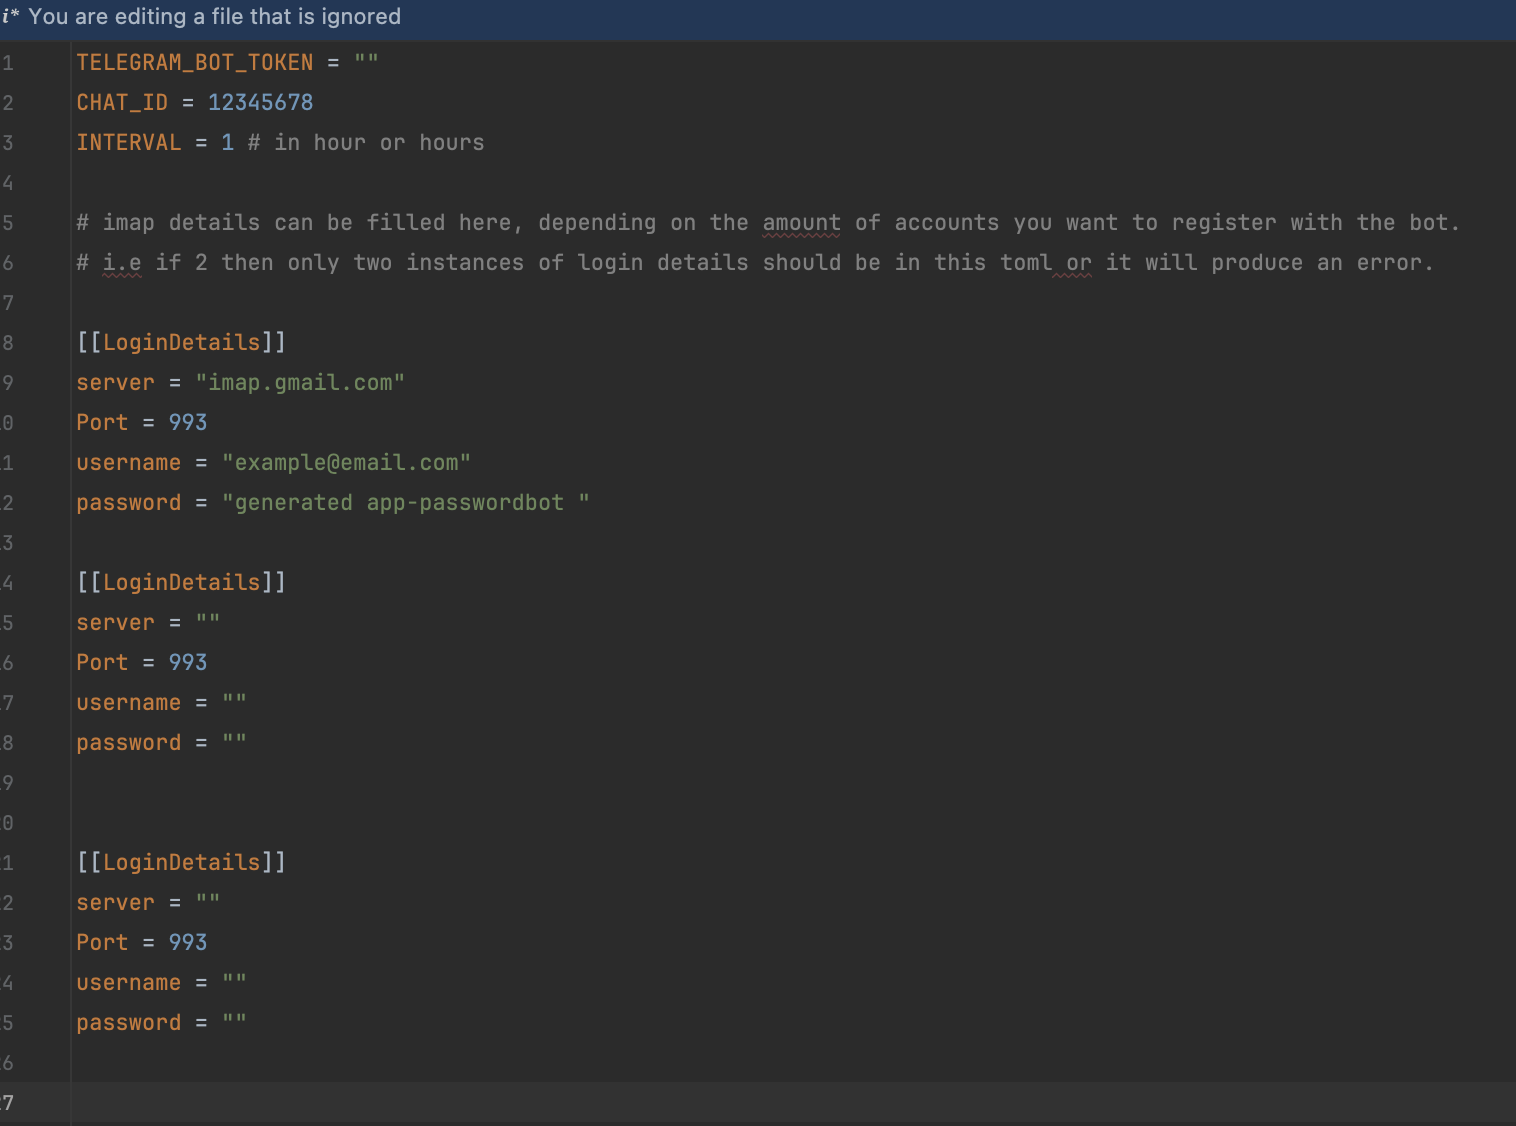 i* You are editing a file that is ignored
1 TELEGRAM_BOT_TOKEN = ""
2 CHAT_ID = 12345678
3 INTERVAL = 1 # in hour or hours
4
5 # imap details can be filled here, depending on the amount of accounts you want to register with the bot.
6 # i.e if 2 then only two instances of login details should be in this toml or it will produce an error.
7
8 [[LoginDetails]]
9 server = "imap.gmail.com"
0 Port = 993
1 username = "example@email.com"
2 password = "generated app-passwordbot "
3
4 [[LoginDetails]]
5 server = ""
6 Port = 993
7 username = ""
8 password = ""
9
0
1 [[LoginDetails]]
2 server = ""
3 Port = 993
4 username = ""
5 password = ""
6
7